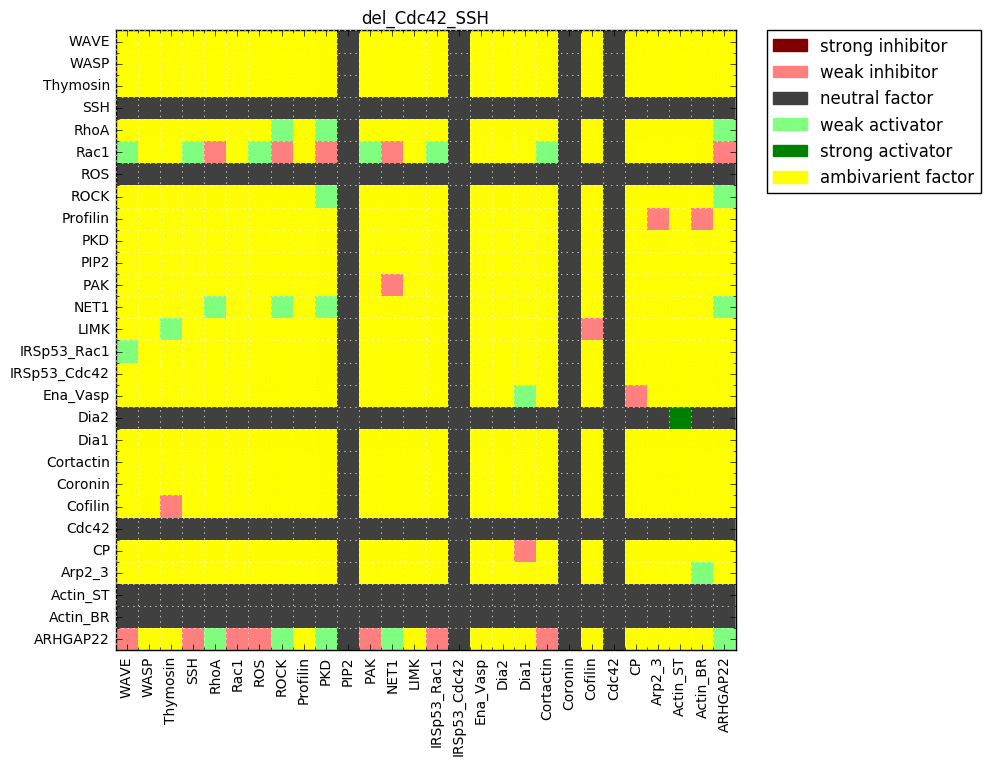 del_Cdc42_SSH
WAVE
WASP
Thymosin
SSH
RhoA
Rac1
ROS
ROCK
Profilin
PKD
PIP2
PAK
NET1
LIMK
IRSp53_Rac1
IRSp53_Cdc42
Ena_Vasp
Dia2
Dia1
Cortactin
Coronin
Cofilin
Cdc42
CP
Arp2_3
Actin_ST
Actin_BR
ARHGAP22
WAVE
WASP
Thymosin
SSH
RhoA
Rac1
ROS
ROCK
Profilin
PKD
PIP2
PAK
NET1
LIMK
IRSp53_Rac1
IRSp53_Cdc42
Ena_Vasp
Dia2
Dia1
Cortactin
Coronin
Cofilin
Cdc42
CP
Arp2_3
Actin_ST
Actin_BR
ARHGAP22
strong inhibitor
weak inhibitor
neutral factor
weak activator
strong activator
ambivarient factor